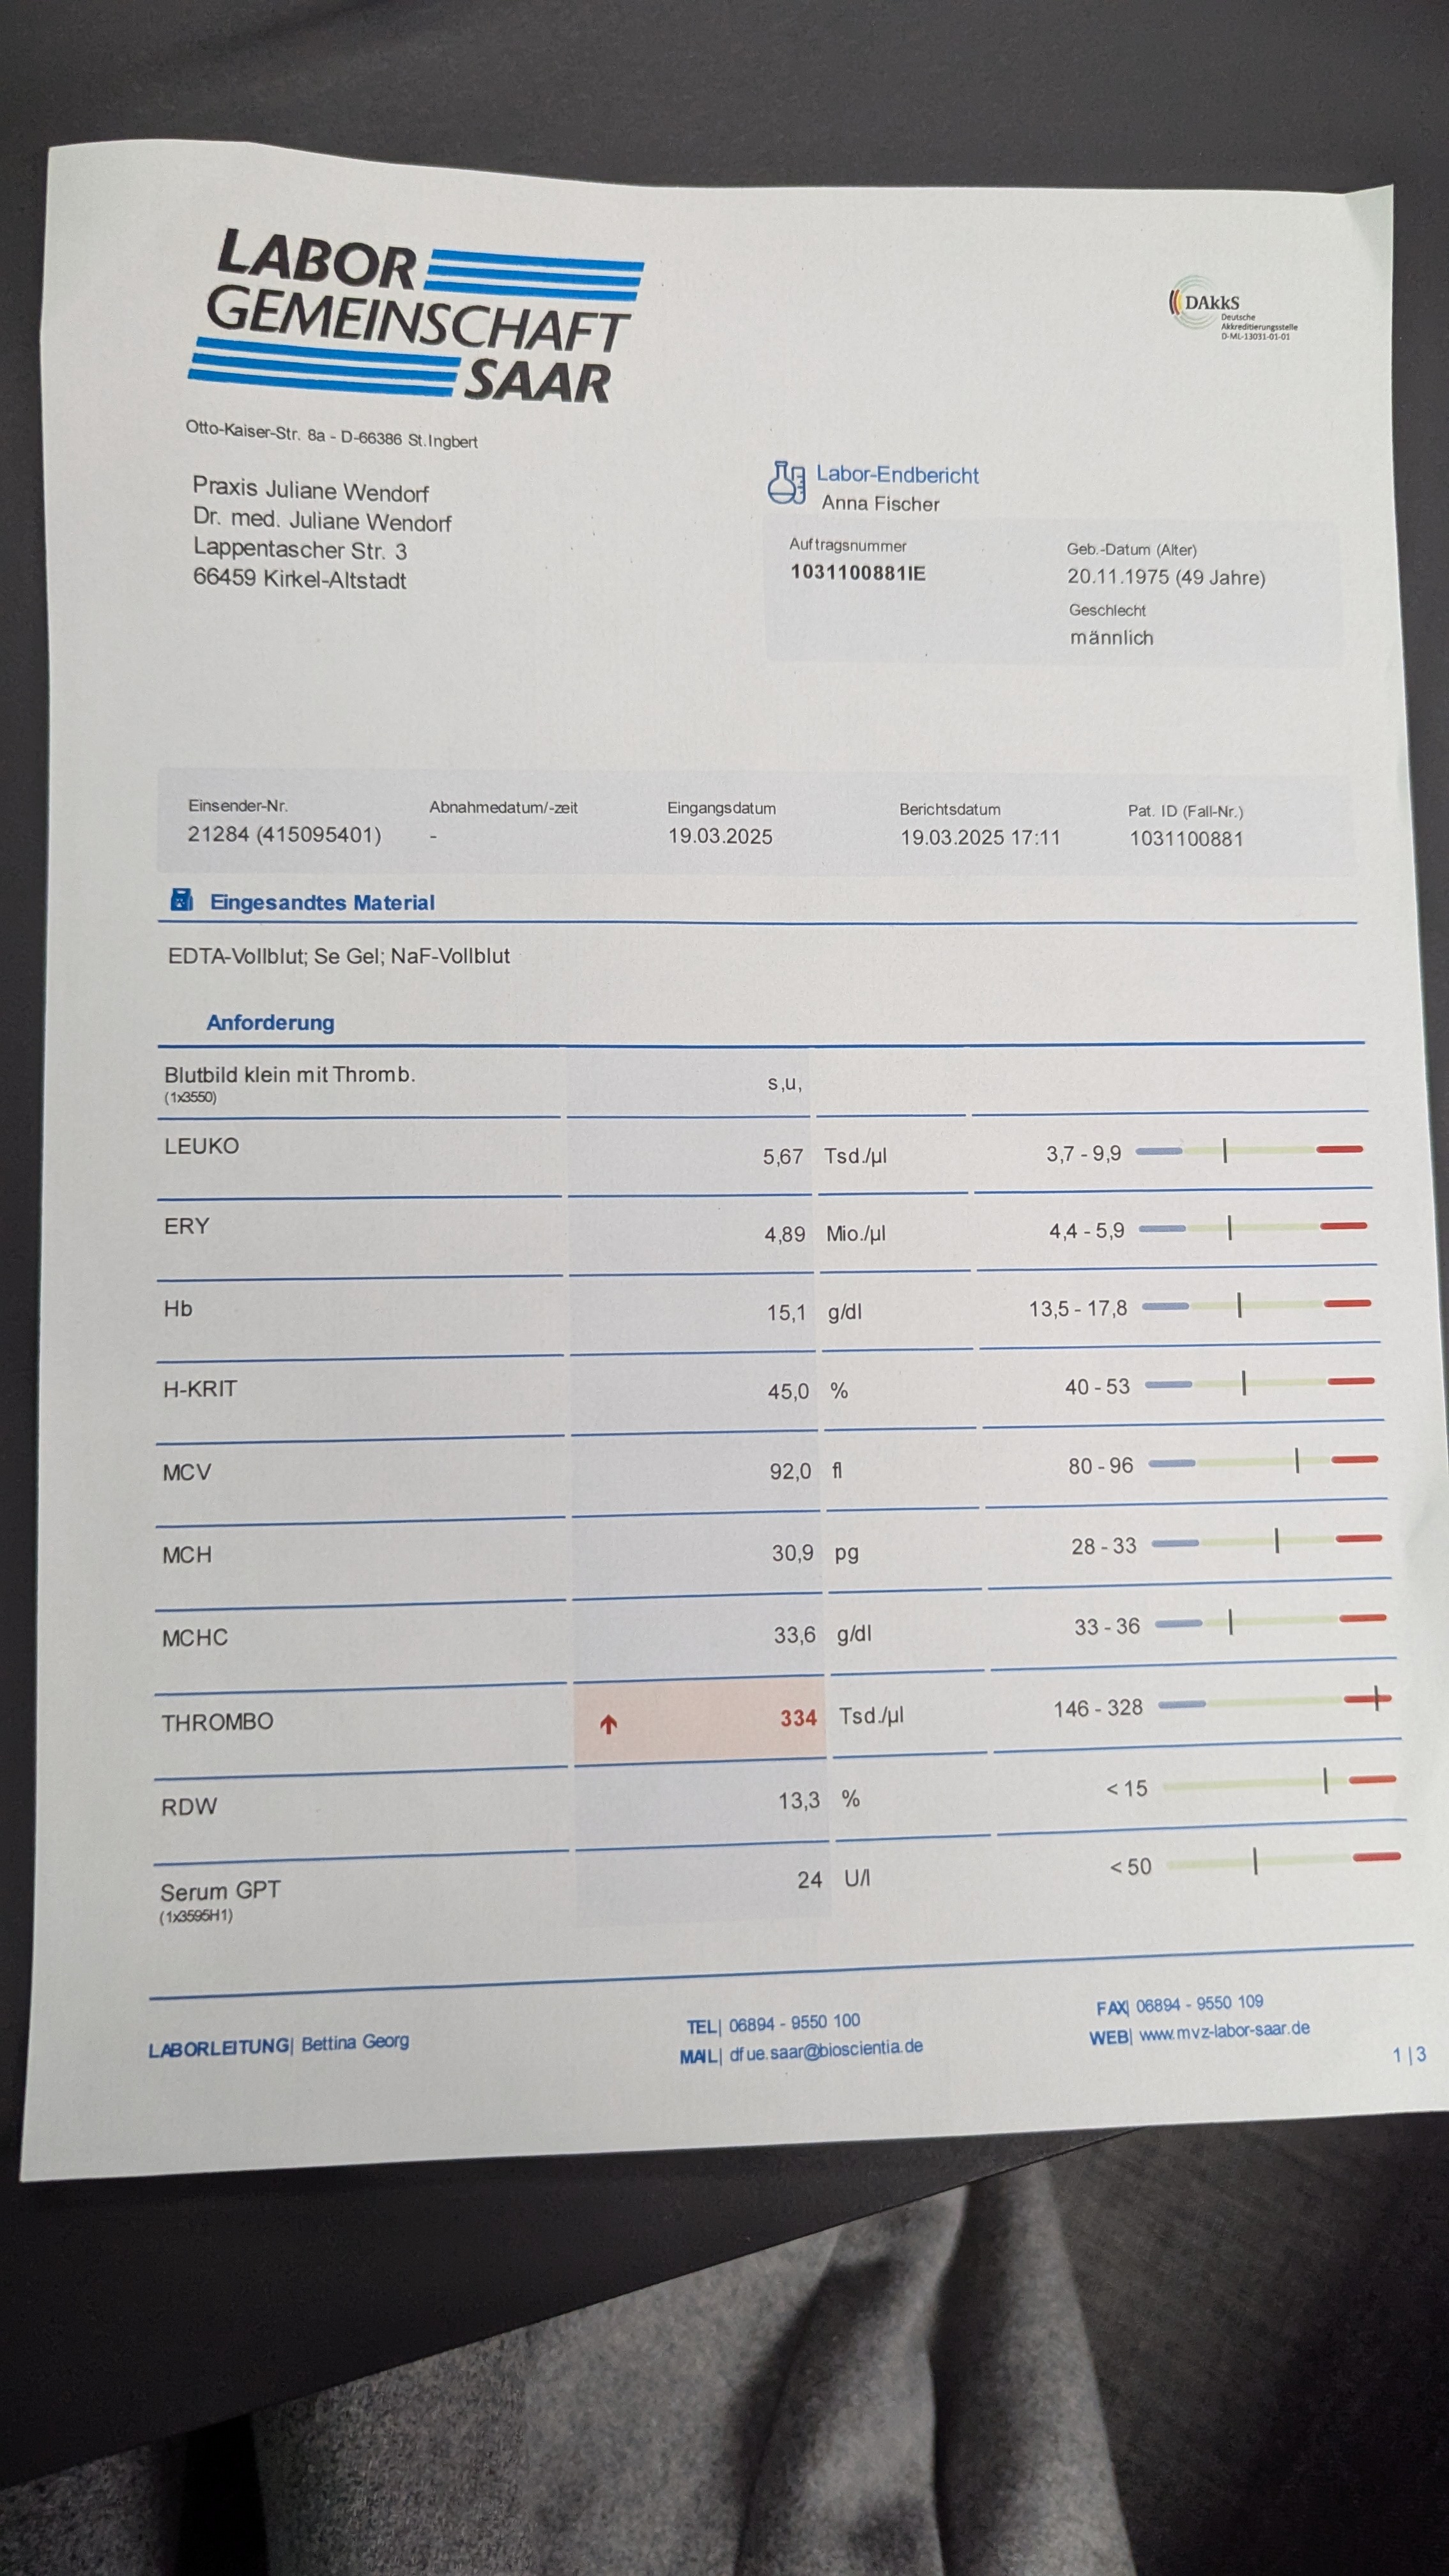 LABOR
GEMEINSCHAFT
SAAR
DAkkS
Deutsche
Akkreditierungsstelle
D-ML-13031-01-01
Otto-Kaiser-Str. 8a - D-66386 St.Ingbert
Praxis Juliane Wendorf
Dr. med. Juliane Wendorf
Lappentascher Str. 3
66459 Kirkel-Altstadt
Labor-Endbericht
Anna Fischer
Auftragsnummer
1031100881IE
Geb.-Datum (Alter)
20.11.1975 (49 Jahre)
Geschlecht
männlich
Einsender-Nr. Abnahmedatum/-zeit Eingangsdatum Berichtsdatum Pat. ID (Fall-Nr.)
21284 (415095401) - 19.03.2025 19.03.2025 17:11 1031100881
Eingesandtes Material
EDTA-Vollblut; Se Gel; NaF-Vollblut
Anforderung
Blutbild klein mit Thromb. s,u,
(1x3550)
LEUKO 5,67 Tsd./µl 3,7 - 9,9
ERY 4,89 Mio./µl 4,4 - 5,9
Hb 15,1 g/dl 13,5 - 17,8
H-KRIT 45,0 % 40 - 53
MCV 92,0 fl 80 - 96
MCH 30,9 pg 28 - 33
MCHC 33,6 g/dl 33 - 36
THROMBO ↑ 334 Tsd./µl 146 - 328
RDW 13,3 % < 15
Serum GPT 24 U/l < 50
(1x3595H1)
LABORLEITUNG| Bettina Georg
TEL| 06894 - 9550 100
MAIL| dfue.saar@bioscientia.de
FAX| 06894 - 9550 109
WEB| www.mvz-labor-saar.de
1 | 3